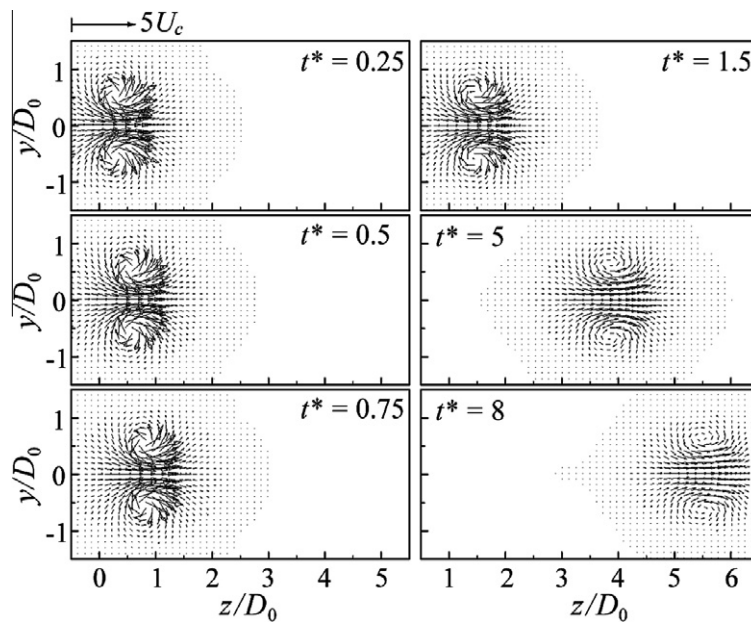 5U_c
t* = 0.25
t* = 1.5
y/D_0
1
0
-1
t* = 0.5
t* = 5
y/D_0
1
0
-1
t* = 0.75
t* = 8
y/D_0
1
0
-1
0 1 2 3 4 5
1 2 3 4 5 6
z/D_0
z/D_0